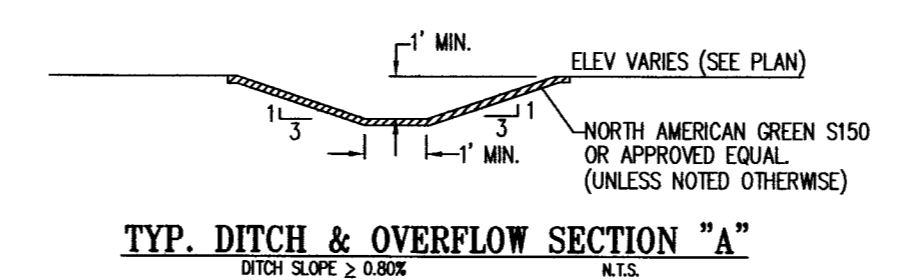 1' MIN.
ELEV VARIES (SEE PLAN)
1
3
3
1
1' MIN.
NORTH AMERICAN GREEN S150
OR APPROVED EQUAL.
(UNLESS NOTED OTHERWISE)
TYP. DITCH & OVERFLOW SECTION "A"
DITCH SLOPE ≥ 0.80% N.T.S.